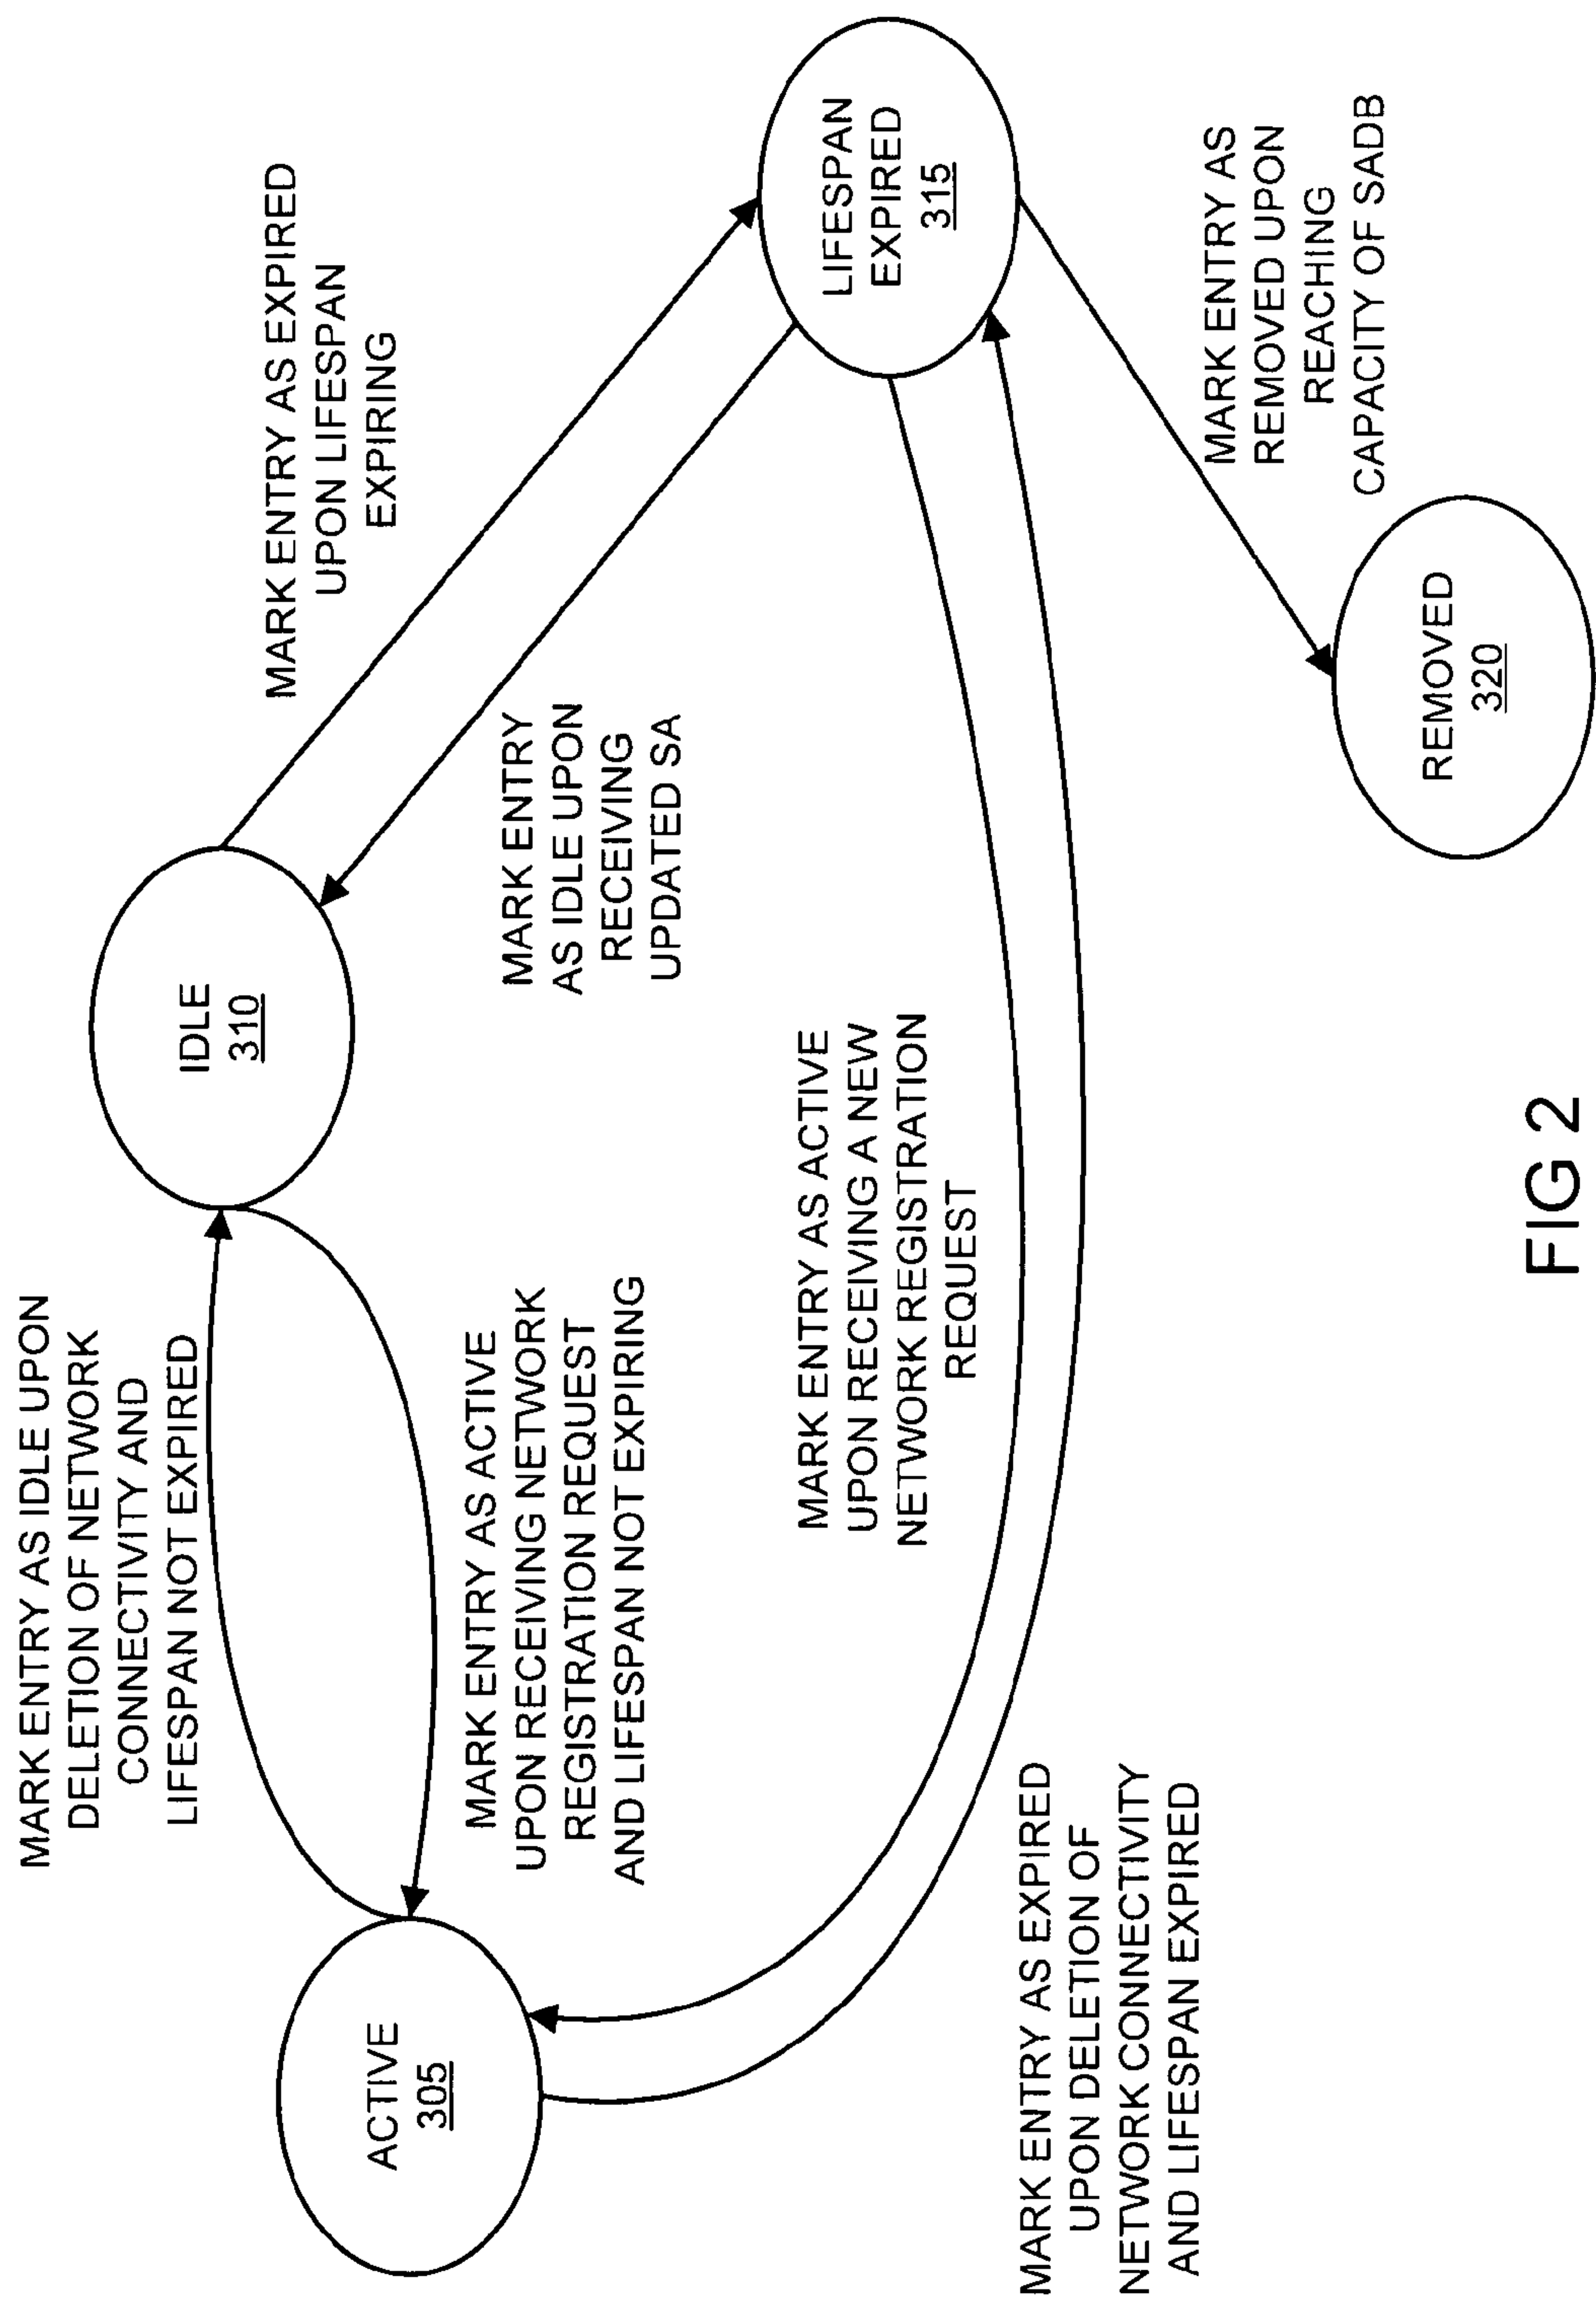 MARK ENTRY AS IDLE UPON
DELETION OF NETWORK
CONNECTIVITY AND
LIFESPAN NOT EXPIRED
MARK ENTRY AS EXPIRED
UPON LIFESPAN
EXPIRING
IDLE
310
ACTIVE
305
MARK ENTRY AS ACTIVE
UPON RECEIVING NETWORK
REGISTRATION REQUEST
AND LIFESPAN NOT EXPIRING
MARK ENTRY
AS IDLE UPON
RECEIVING
UPDATED SA
LIFESPAN
EXPIRED
315
MARK ENTRY AS ACTIVE
UPON RECEIVING A NEW
NETWORK REGISTRATION
REQUEST
MARK ENTRY AS EXPIRED
UPON DELETION OF
NETWORK CONNECTIVITY
AND LIFESPAN EXPIRED
MARK ENTRY AS
REMOVED UPON
REACHING
CAPACITY OF SADB
REMOVED
320
FIG 2